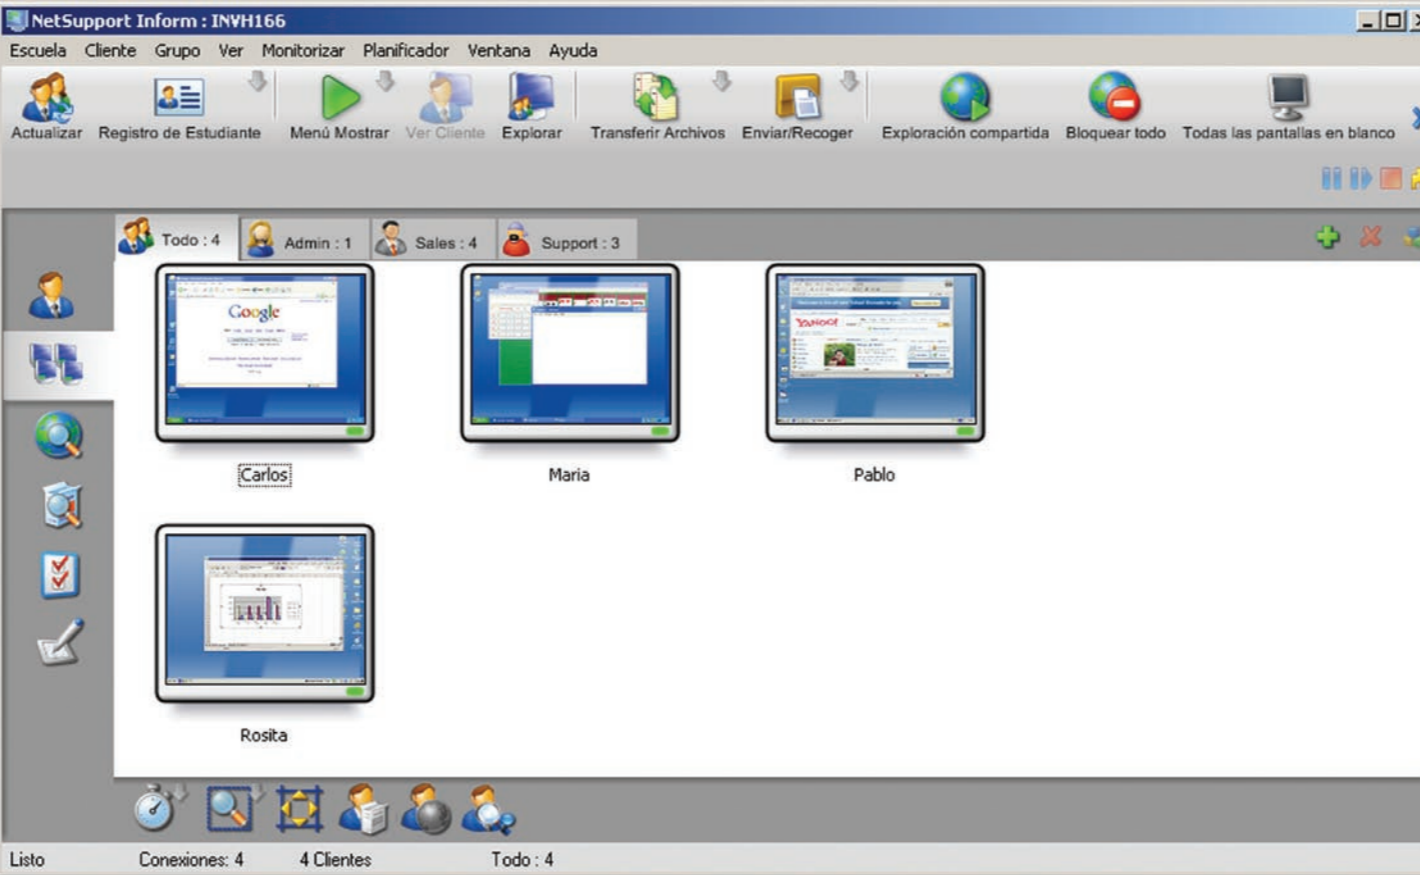 NetSupport Inform : INVH166
Escuela Cliente Grupo Ver Monitorizar Planificador Ventana Ayuda
Actualizar Registro de Estudiante Menú Mostrar Ver Cliente Explorar Transferir Archivos Enviar/Recoger Exploración compartida Bloquear todo Todas las pantallas en blanco
Todo : 4 Admin : 1 Sales : 4 Support : 3
Google
YAHOO!
Carlos Maria Pablo
Rosita
Listo Conexiones: 4 4 Clientes Todo : 4